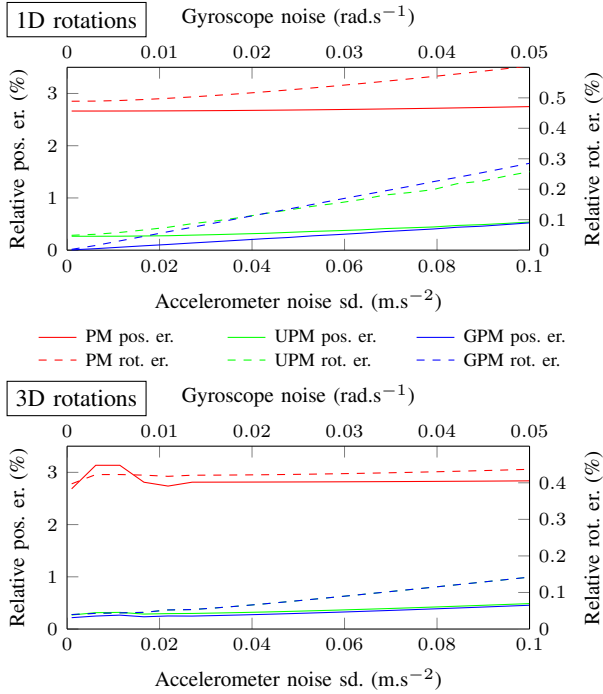 1D rotations
Gyroscope noise (rad.s−1)
0 0.01 0.02 0.03 0.04 0.05
3
2
1
0
Relative pos. er. (%)
0.5
0.4
0.3
0.2
0.1
0
Relative rot. er. (%)
0 0.02 0.04 0.06 0.08 0.1
Accelerometer noise sd. (m.s−2)
PM pos. er. UPM pos. er. GPM pos. er.
PM rot. er. UPM rot. er. GPM rot. er.
3D rotations
Gyroscope noise (rad.s−1)
0 0.01 0.02 0.03 0.04 0.05
3
2
1
0
Relative pos. er. (%)
0.4
0.3
0.2
0.1
0
Relative rot. er. (%)
0 0.02 0.04 0.06 0.08 0.1
Accelerometer noise sd. (m.s−2)